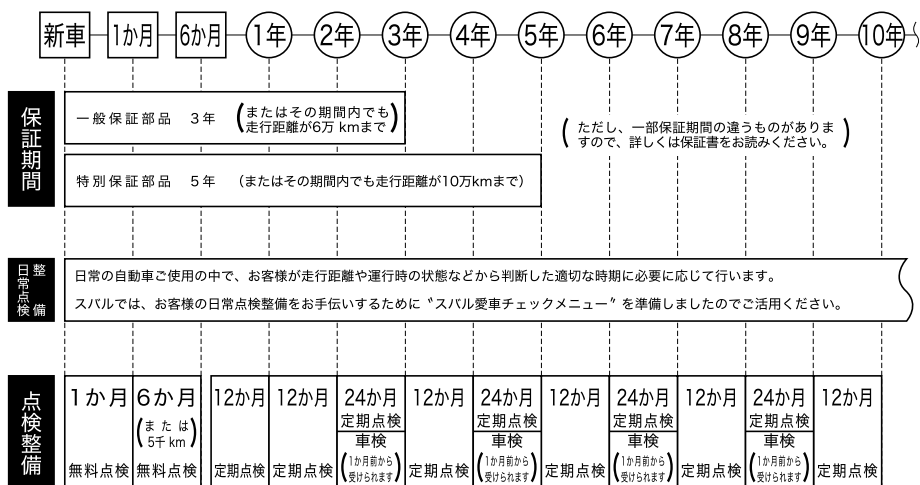 新車 1か月 6か月 1年 2年 3年 4年 5年 6年 7年 8年 9年 10年
保証期間
一般保証部品 3年 (またはその期間内でも
走行距離が6万kmまで)
(ただし、一部保証期間の違うものがありま
すので、詳しくは保証書をお読みください。)
特別保証部品 5年 (またはその期間内でも走行距離が10万kmまで)
日常点検整備
日常の自動車ご使用の中で、お客様が走行距離や運行時の状態などから判断した適切な時期に必要に応じて行います。
スバルでは、お客様の日常点検整備をお手伝いするために〝スバル愛車チェックメニュー〟を準備しましたのでご活用ください。
点検整備
1か月
無料点検
6か月
(または
5千km)
無料点検
12か月
定期点検
12か月
定期点検
24か月
定期点検
車検
(1か月前から
受けられます)
12か月
定期点検
24か月
定期点検
車検
(1か月前から
受けられます)
12か月
定期点検
24か月
定期点検
車検
(1か月前から
受けられます)
12か月
定期点検
24か月
定期点検
車検
(1か月前から
受けられます)
12か月
定期点検